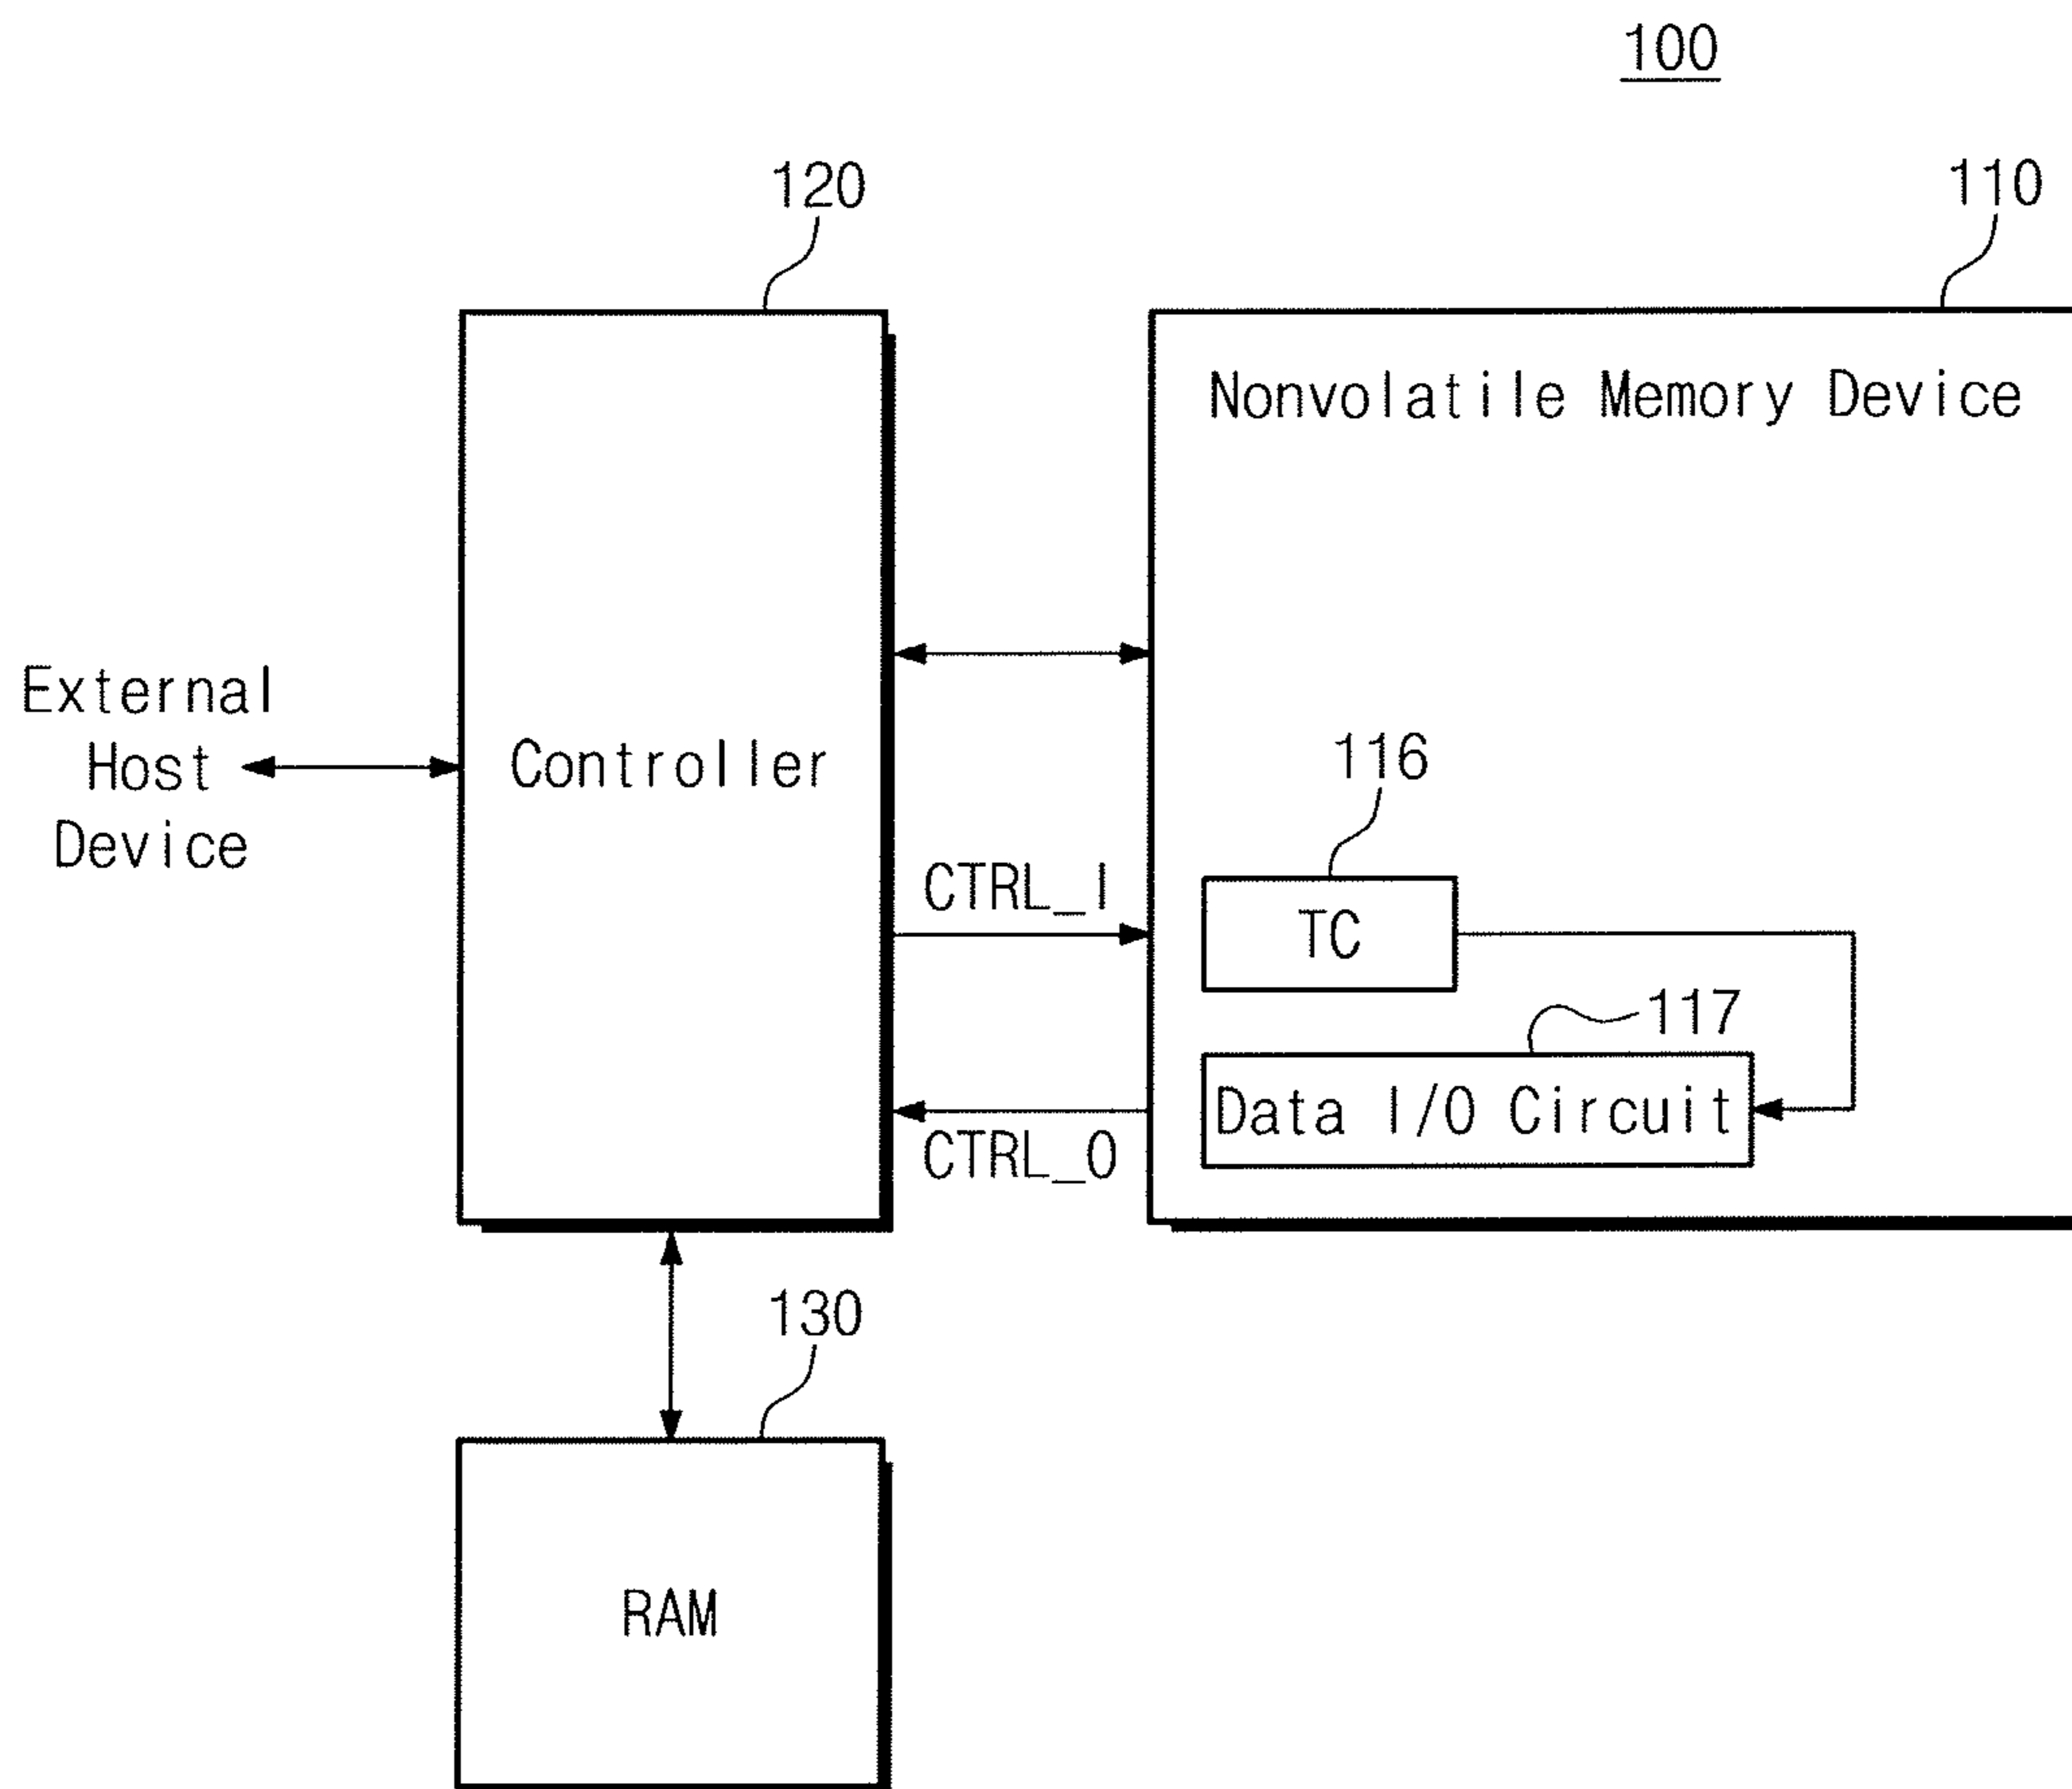 100
120
110
Nonvolatile Memory Device
External
Host
Device
Controller
116
CTRL_I
TC
117
Data I/O Circuit
CTRL_O
130
RAM